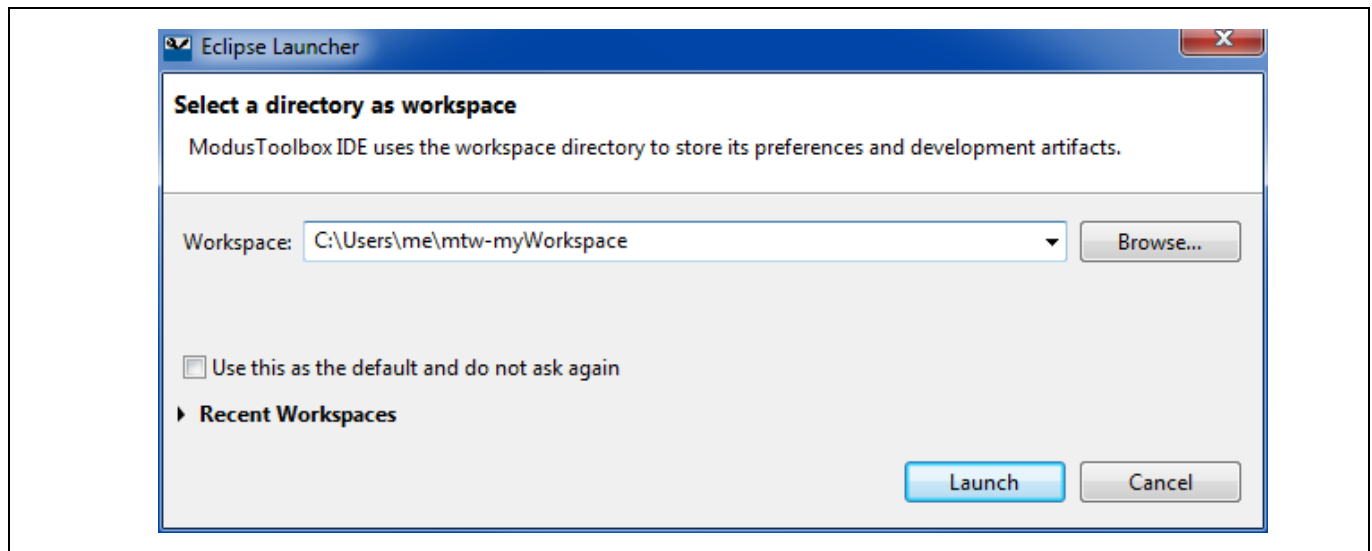 Eclipse Launcher
X
Select a directory as workspace
ModusToolbox IDE uses the workspace directory to store its preferences and development artifacts.
Workspace: C:\Users\me\mtw-myWorkspace Browse...
Use this as the default and do not ask again
Recent Workspaces
Launch Cancel